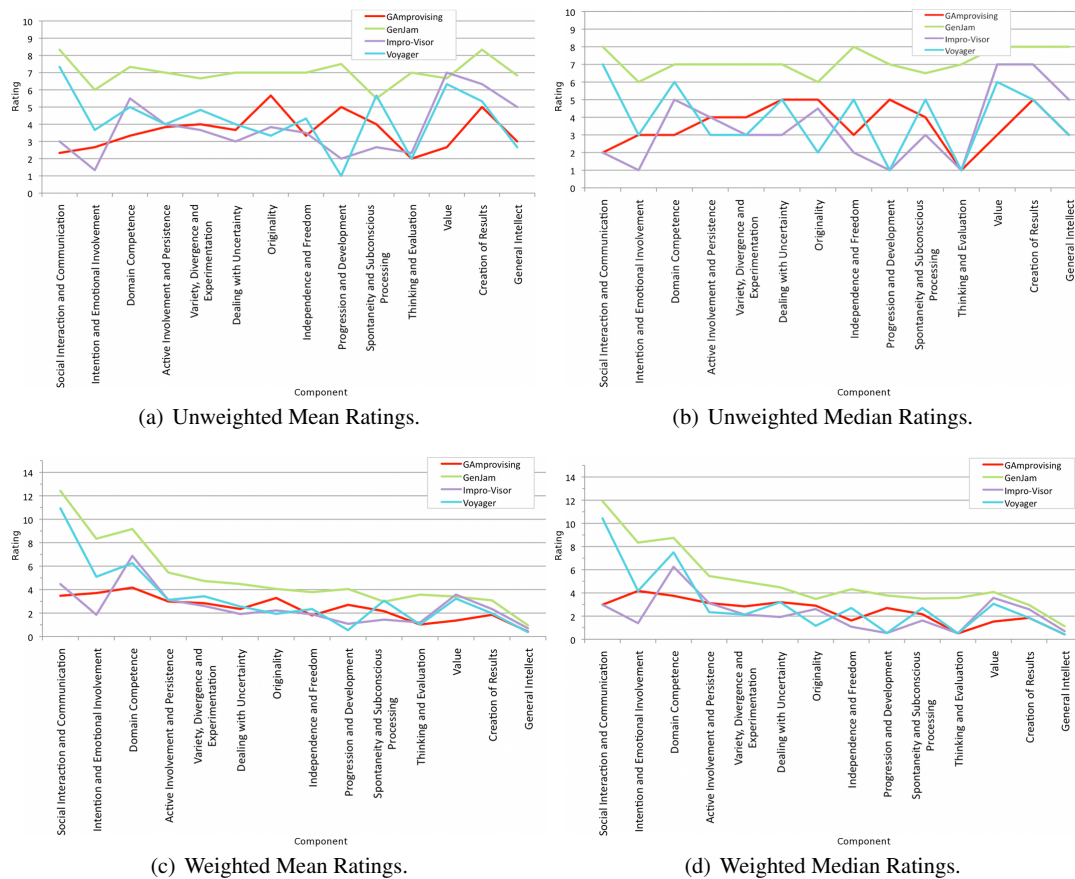 GAmprovising
GenJam
Impro-Visor
Voyager
10
9
8
7
6
5
4
3
2
1
0
Rating
Social Interaction and Communication
Intention and Emotional Involvement
Domain Competence
Active Involvement and Persistence
Variety, Divergence and
Experimentation
Dealing with Uncertainty
Originality
Independence and Freedom
Progression and Development
Spontaneity and Subconscious
Processing
Thinking and Evaluation
Value
Creation of Results
General Intellect
Component
(a) Unweighted Mean Ratings.
GAmprovising
GenJam
Impro-Visor
Voyager
10
9
8
7
6
5
4
3
2
1
0
Rating
Social Interaction and Communication
Intention and Emotional Involvement
Domain Competence
Active Involvement and Persistence
Variety, Divergence and
Experimentation
Dealing with Uncertainty
Originality
Independence and Freedom
Progression and Development
Spontaneity and Subconscious
Processing
Thinking and Evaluation
Value
Creation of Results
General Intellect
Component
(b) Unweighted Median Ratings.
GAmprovising
GenJam
Impro-Visor
Voyager
14
12
10
8
6
4
2
0
Rating
Social Interaction and Communication
Intention and Emotional Involvement
Domain Competence
Active Involvement and Persistence
Variety, Divergence and
Experimentation
Dealing with Uncertainty
Originality
Independence and Freedom
Progression and Development
Spontaneity and Subconscious
Processing
Thinking and Evaluation
Value
Creation of Results
General Intellect
Component
(c) Weighted Mean Ratings.
GAmprovising
GenJam
Impro-Visor
Voyager
14
12
10
8
6
4
2
0
Rating
Social Interaction and Communication
Intention and Emotional Involvement
Domain Competence
Active Involvement and Persistence
Variety, Divergence and
Experimentation
Dealing with Uncertainty
Originality
Independence and Freedom
Progression and Development
Spontaneity and Subconscious
Processing
Thinking and Evaluation
Value
Creation of Results
General Intellect
Component
(d) Weighted Median Ratings.